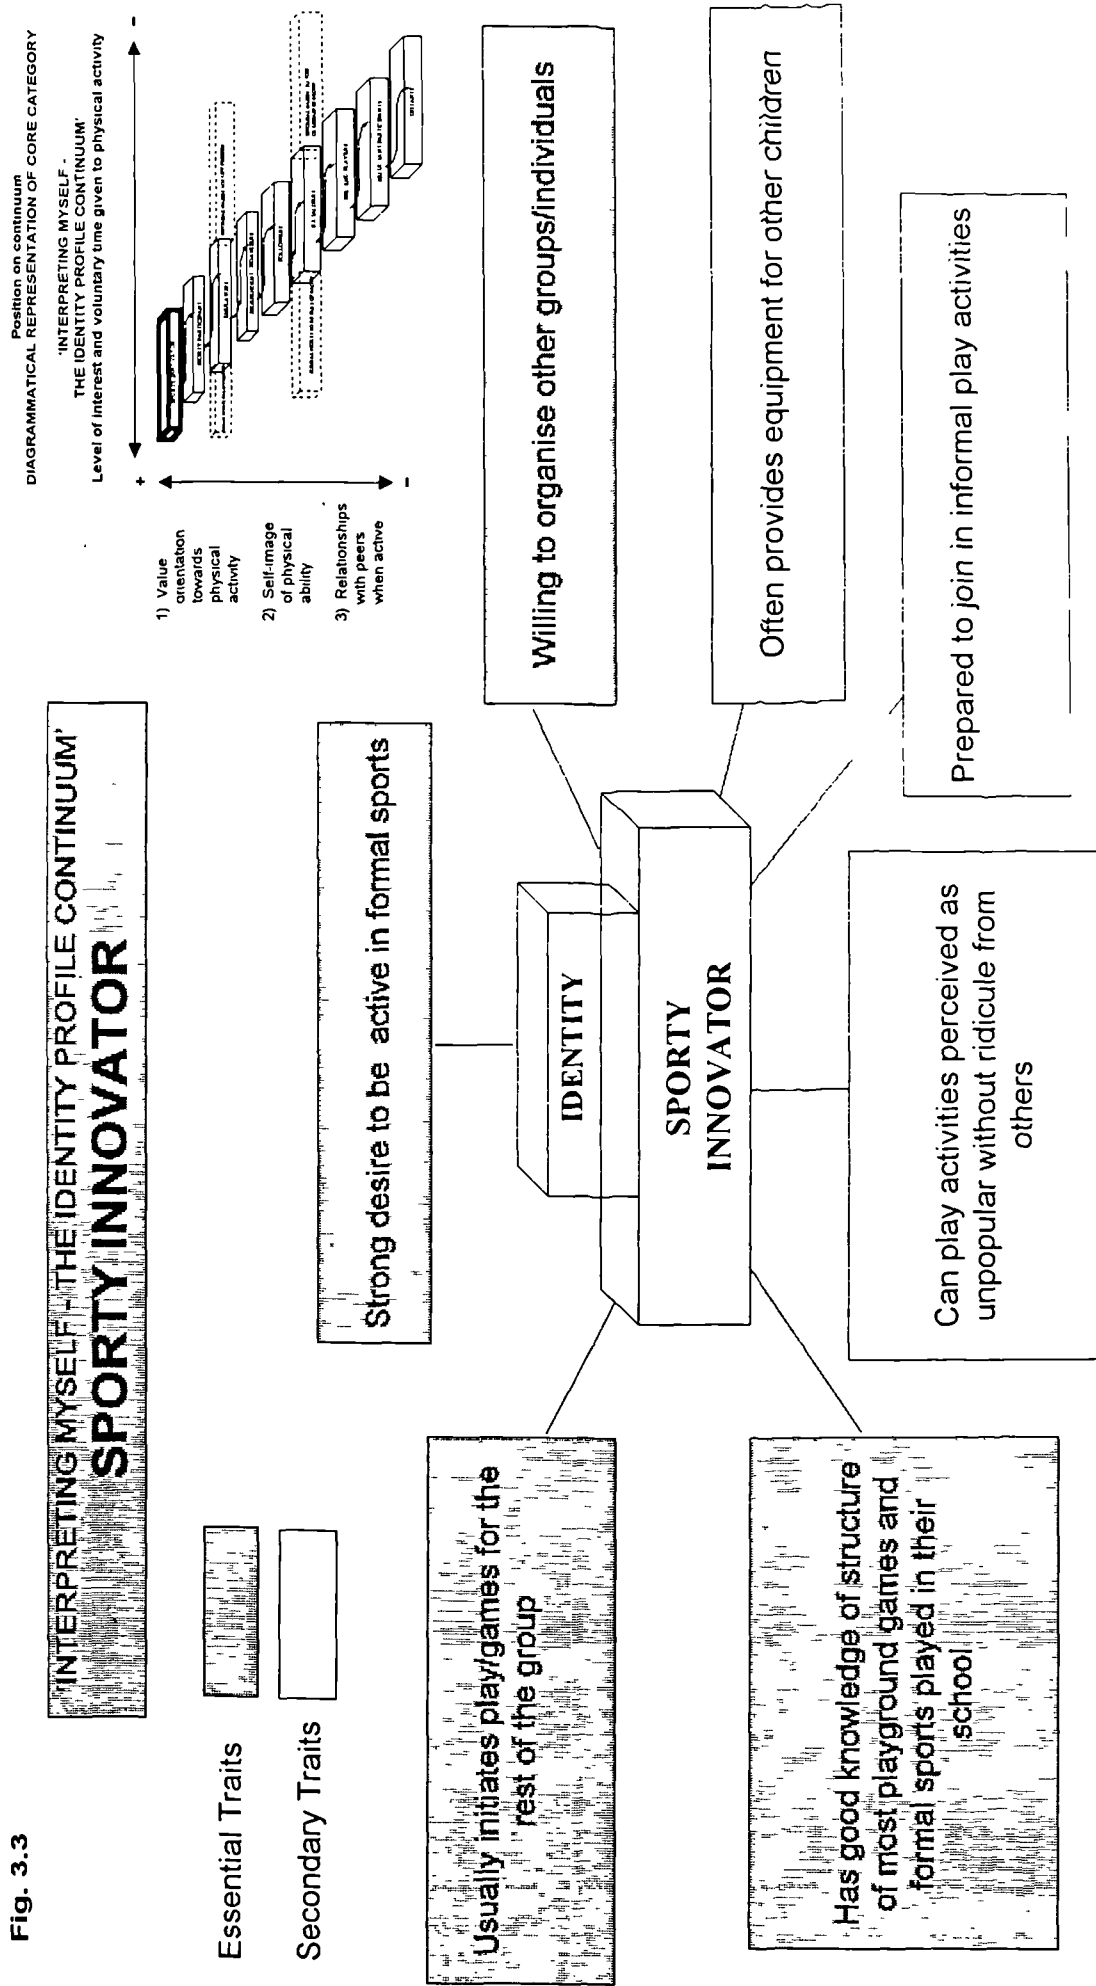 Fig. 3.3
'INTERPRETING MYSELF - THE IDENTITY PROFILE CONTINUUM'
SPORTY INNOVATOR
Position on continuum
DIAGRAMMATICAL REPRESENTATION OF CORE CATEGORY
'INTERPRETING MYSELF -
THE IDENTITY PROFILE CONTINUUM'
Level of interest and voluntary time given to physical activity
+
-
-
1) Value
orientation
towards
physical
activity
2) Self-image
of physical
ability
3) Relationships
with peers
when active
Essential Traits
Secondary Traits
Strong desire to be active in formal sports
Usually initiates play/games for the
rest of the group
Willing to organise other groups/individuals
IDENTITY
SPORTY
INNOVATOR
Often provides equipment for other children
Has good knowledge of structure
of most playground games and
formal sports played in their
school
Can play activities perceived as
unpopular without ridicule from
others
Prepared to join in informal play activities